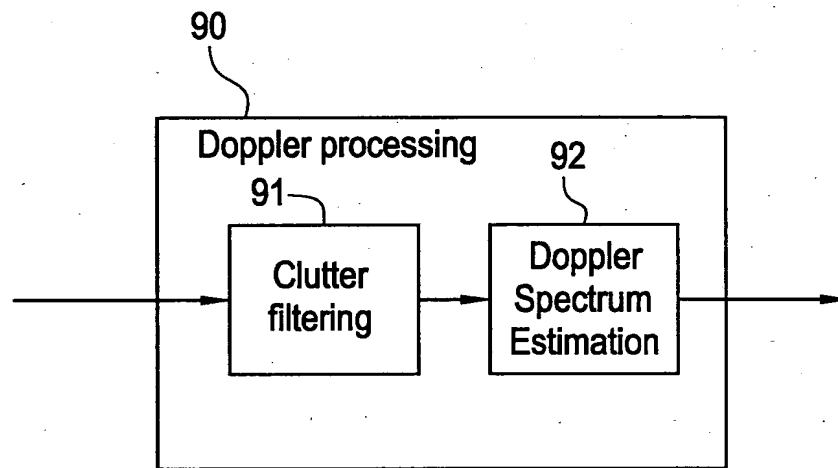 90
Doppler processing
91
92
Clutter
filtering
Doppler
Spectrum
Estimation